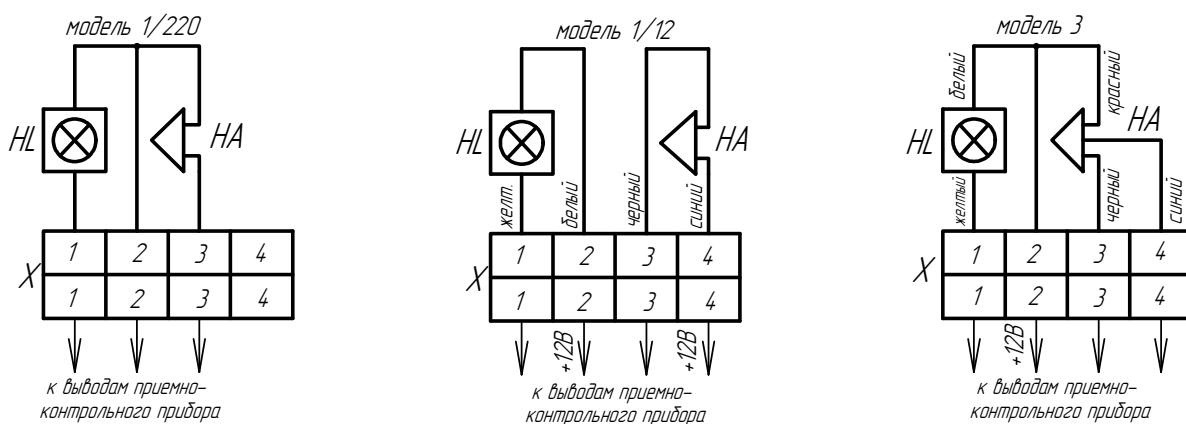 модель 1/220
HL
HA
X
1 2 3 4
1 2 3 4
к выводам приемно-
контрольного прибора
модель 1/12
HL
HA
желт.
белый
черный
синий
X
1 2 3 4
1 2 3 4
+12В
+12В
к выводам приемно-
контрольного прибора
модель 3
белый
красный
HL
HA
желтый
черный
синий
X
1 2 3 4
1 2 3 4
+12В
к выводам приемно-
контрольного прибора